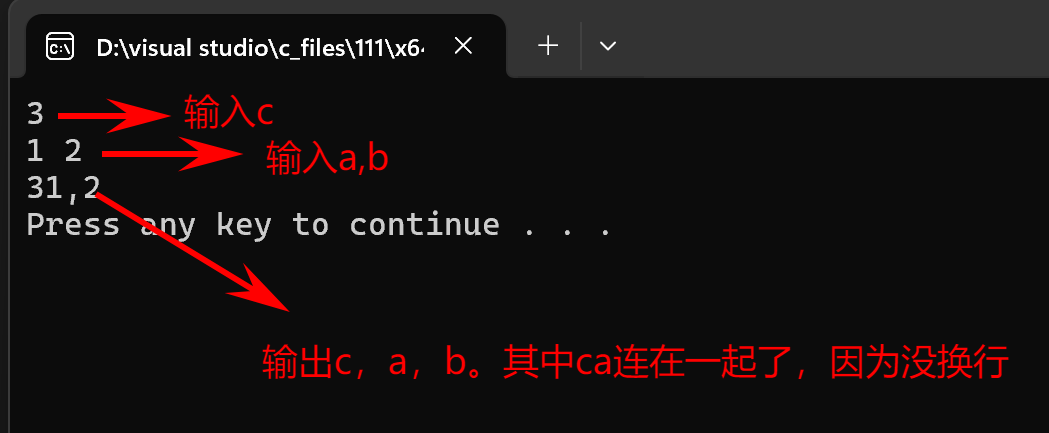 D:\visual studio\c_files\111\x64
3 输入c
1 2 输入a,b
31,2
Press any key to continue . . .
输出c，a，b。其中ca连在一起了，因为没换行